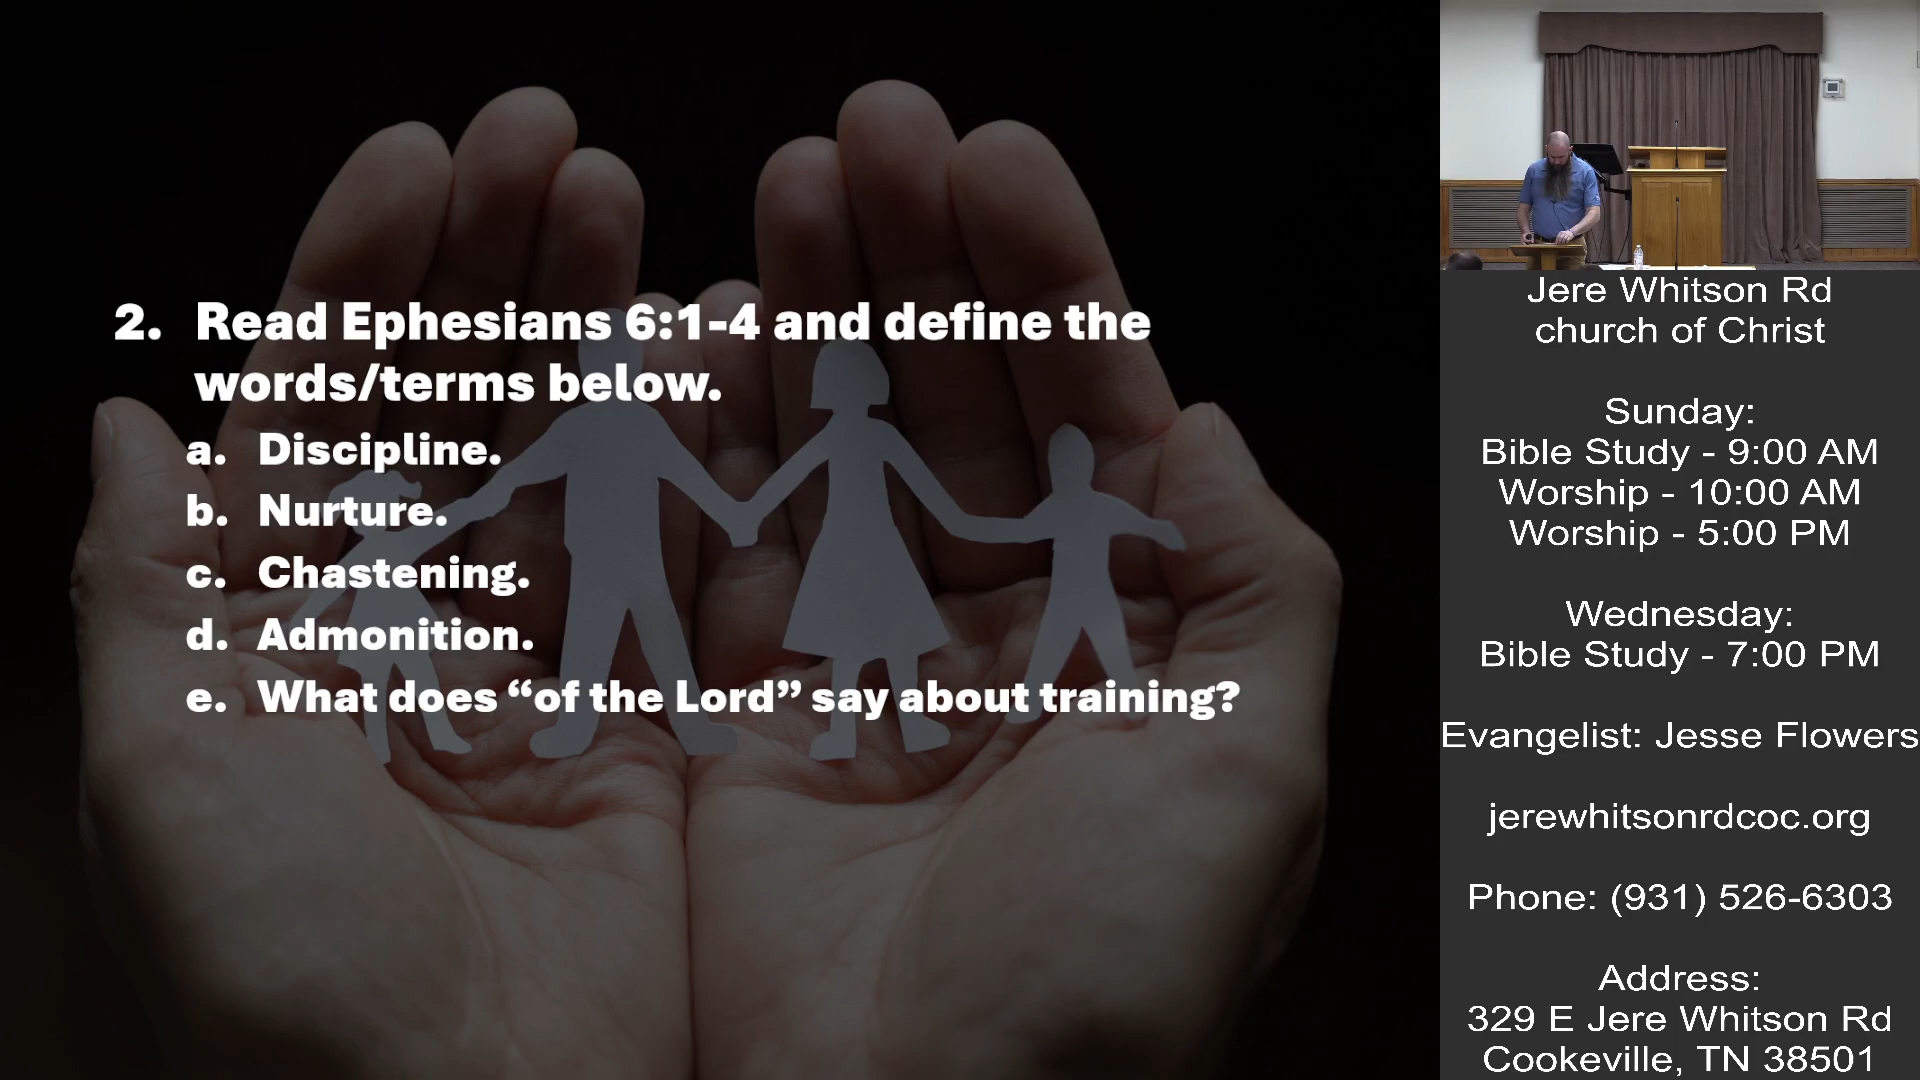 2. Read Ephesians 6:1-4 and define the
words/terms below.
a. Discipline.
b. Nurture.
c. Chastening.
d. Admonition.
e. What does “of the Lord” say about training?
Jere Whitson Rd
church of Christ
Sunday:
Bible Study - 9:00 AM
Worship - 10:00 AM
Worship - 5:00 PM
Wednesday:
Bible Study - 7:00 PM
Evangelist: Jesse Flowers
jerewhitsonrdcoc.org
Phone: (931) 526-6303
Address:
329 E Jere Whitson Rd
Cookeville, TN 38501